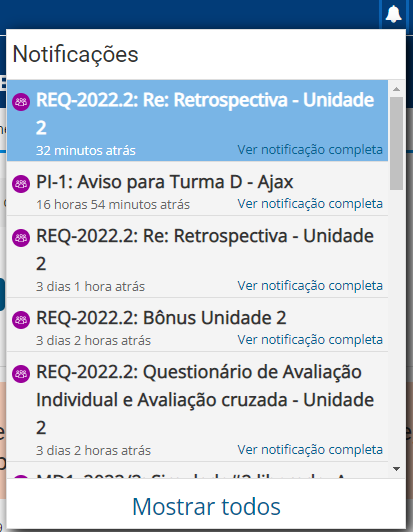 Notificações
REQ-2022.2: Re: Retrospectiva - Unidade
2
32 minutos atrás
Ver notificação completa
PI-1: Aviso para Turma D - Ajax
16 horas 54 minutos atrás
Ver notificação completa
REQ-2022.2: Re: Retrospectiva - Unidade
2
3 dias 1 hora atrás
Ver notificação completa
REQ-2022.2: Bônus Unidade 2
3 dias 2 horas atrás
Ver notificação completa
REQ-2022.2: Questionário de Avaliação
Individual e Avaliação cruzada - Unidade
2
3 dias 2 horas atrás
Ver notificação completa
Mostrar todos